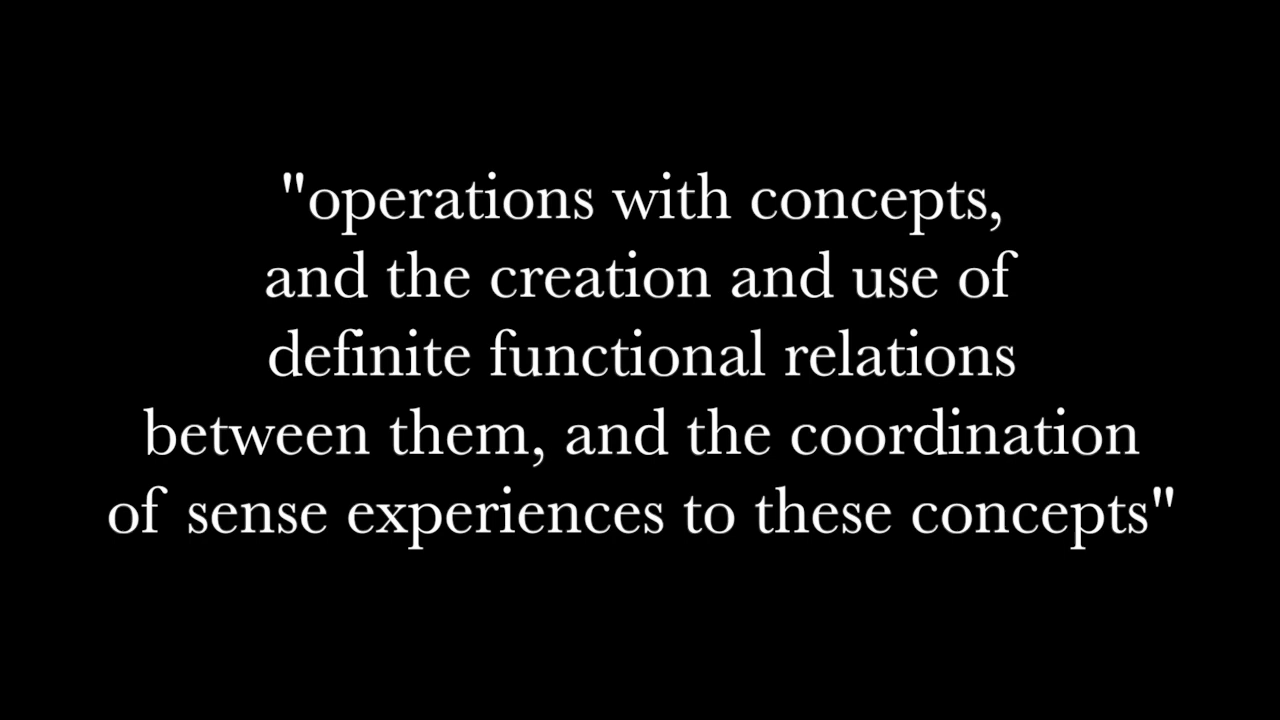 "operations with concepts,
and the creation and use of
definite functional relations
between them, and the coordination
of sense experiences to these concepts"